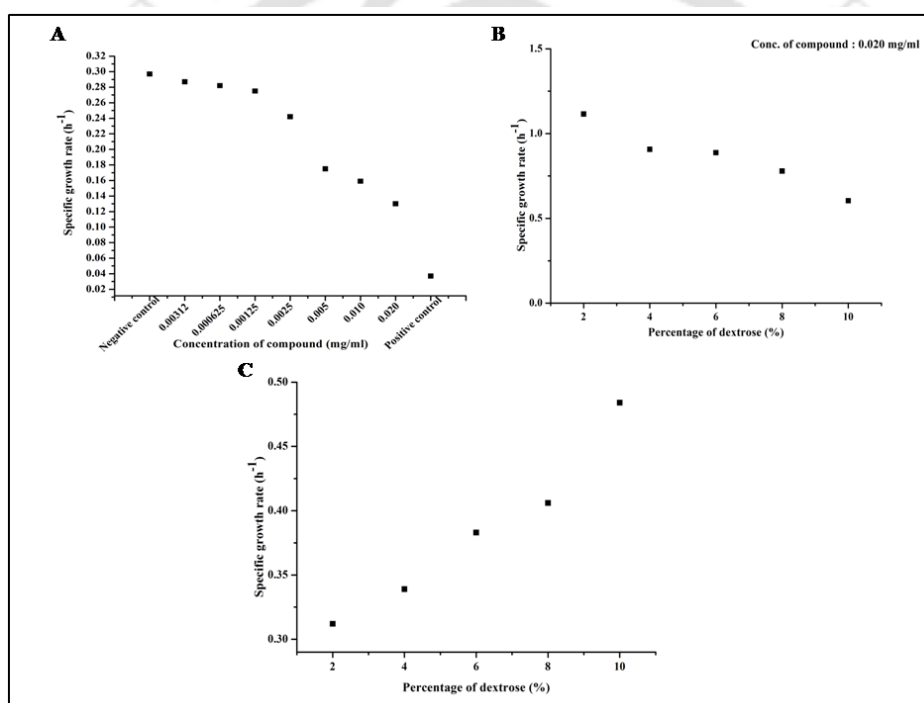 A
0.32
0.30
0.28
0.26
0.24
0.22
0.20
0.18
0.16
0.14
0.12
0.10
0.08
0.06
0.04
0.02
Specific growth rate (h-1)
Negative control
0.00312
0.000625
0.00125
0.0025
0.005
0.010
0.020
Positive control
Concentration of compound (mg/ml)
B
Conc. of compound : 0.020 mg/ml
1.5
1.0
0.5
0.0
Specific growth rate (h-1)
2 4 6 8 10
Percentage of dextrose (%)
C
0.50
0.45
0.40
0.35
0.30
Specific growth rate (h-1)
2 4 6 8 10
Percentage of dextrose (%)